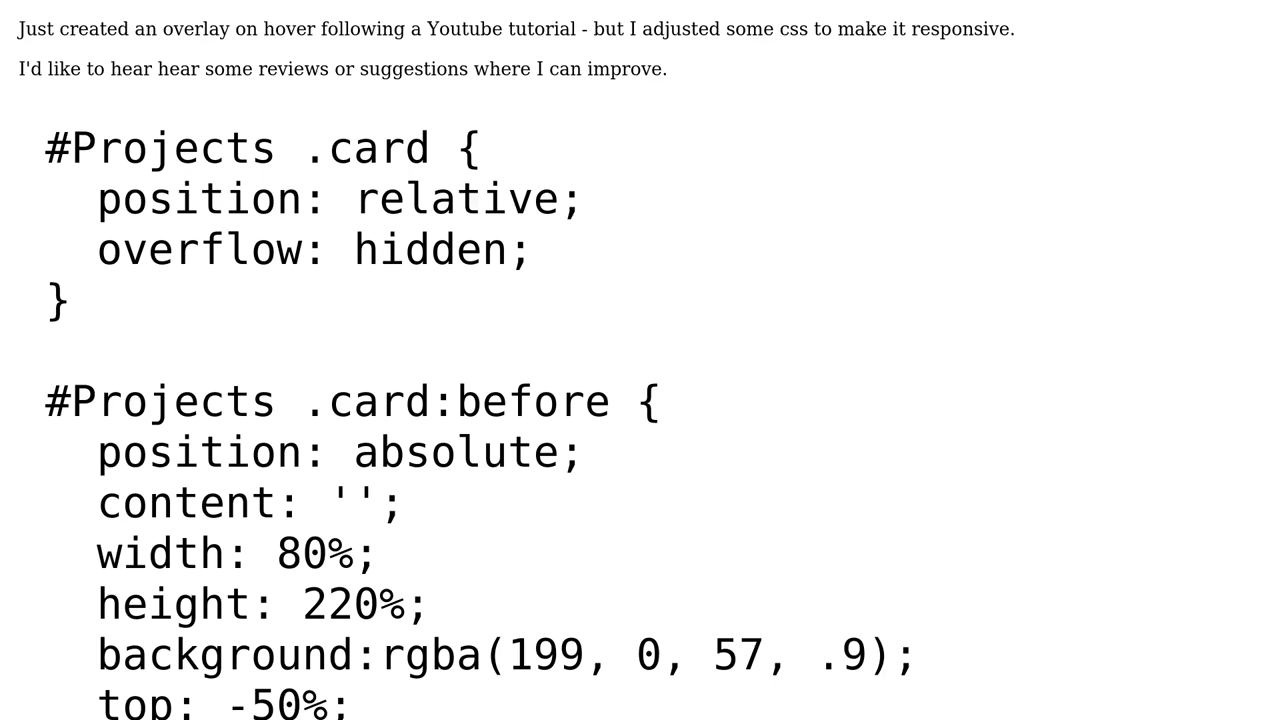 Just created an overlay on hover following a Youtube tutorial - but I adjusted some css to make it responsive.
I'd like to hear hear some reviews or suggestions where I can improve.
#Projects .card {
  position: relative;
  overflow: hidden;
}

#Projects .card:before {
  position: absolute;
  content: '';
  width: 80%;
  height: 220%;
  background:rgba(199, 0, 57, .9);
  top: -50%;